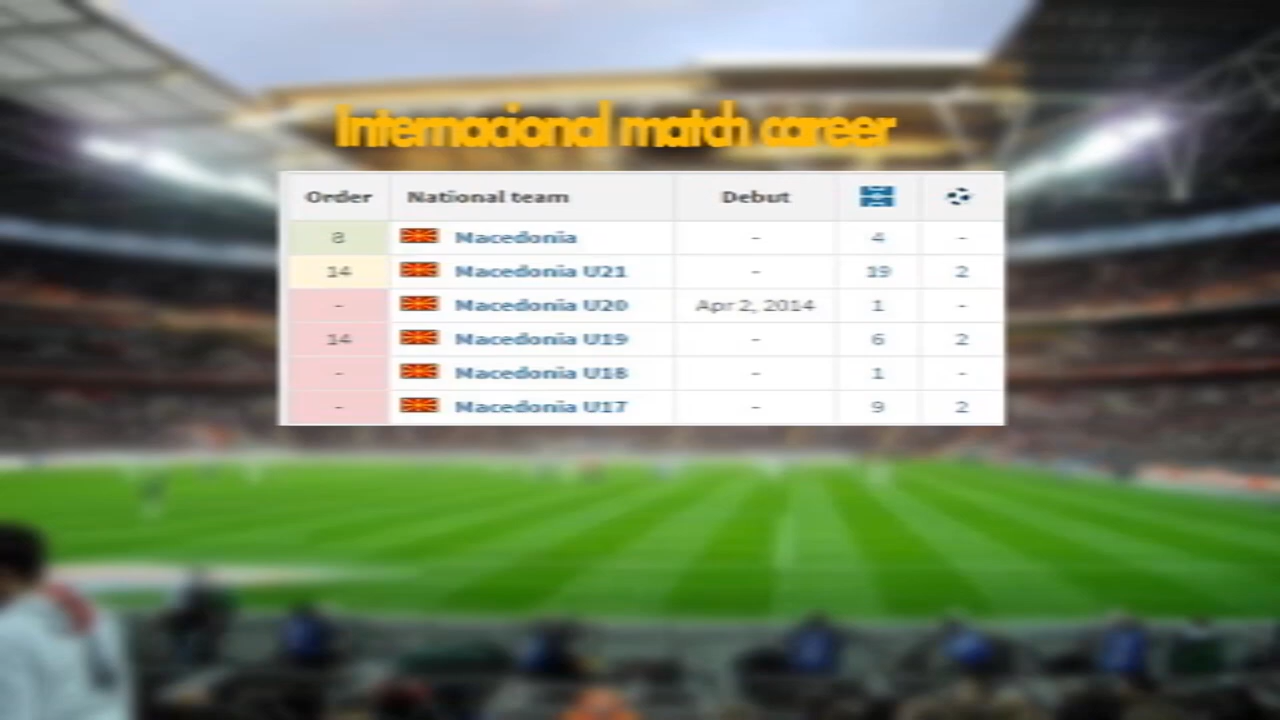 Internacional match career
Order National team Debut
8 Macedonia - 4 -
14 Macedonia U21 - 19 2
- Macedonia U20 Apr 2, 2014 1 -
14 Macedonia U19 - 6 2
- Macedonia U18 - 1 -
- Macedonia U17 - 9 2